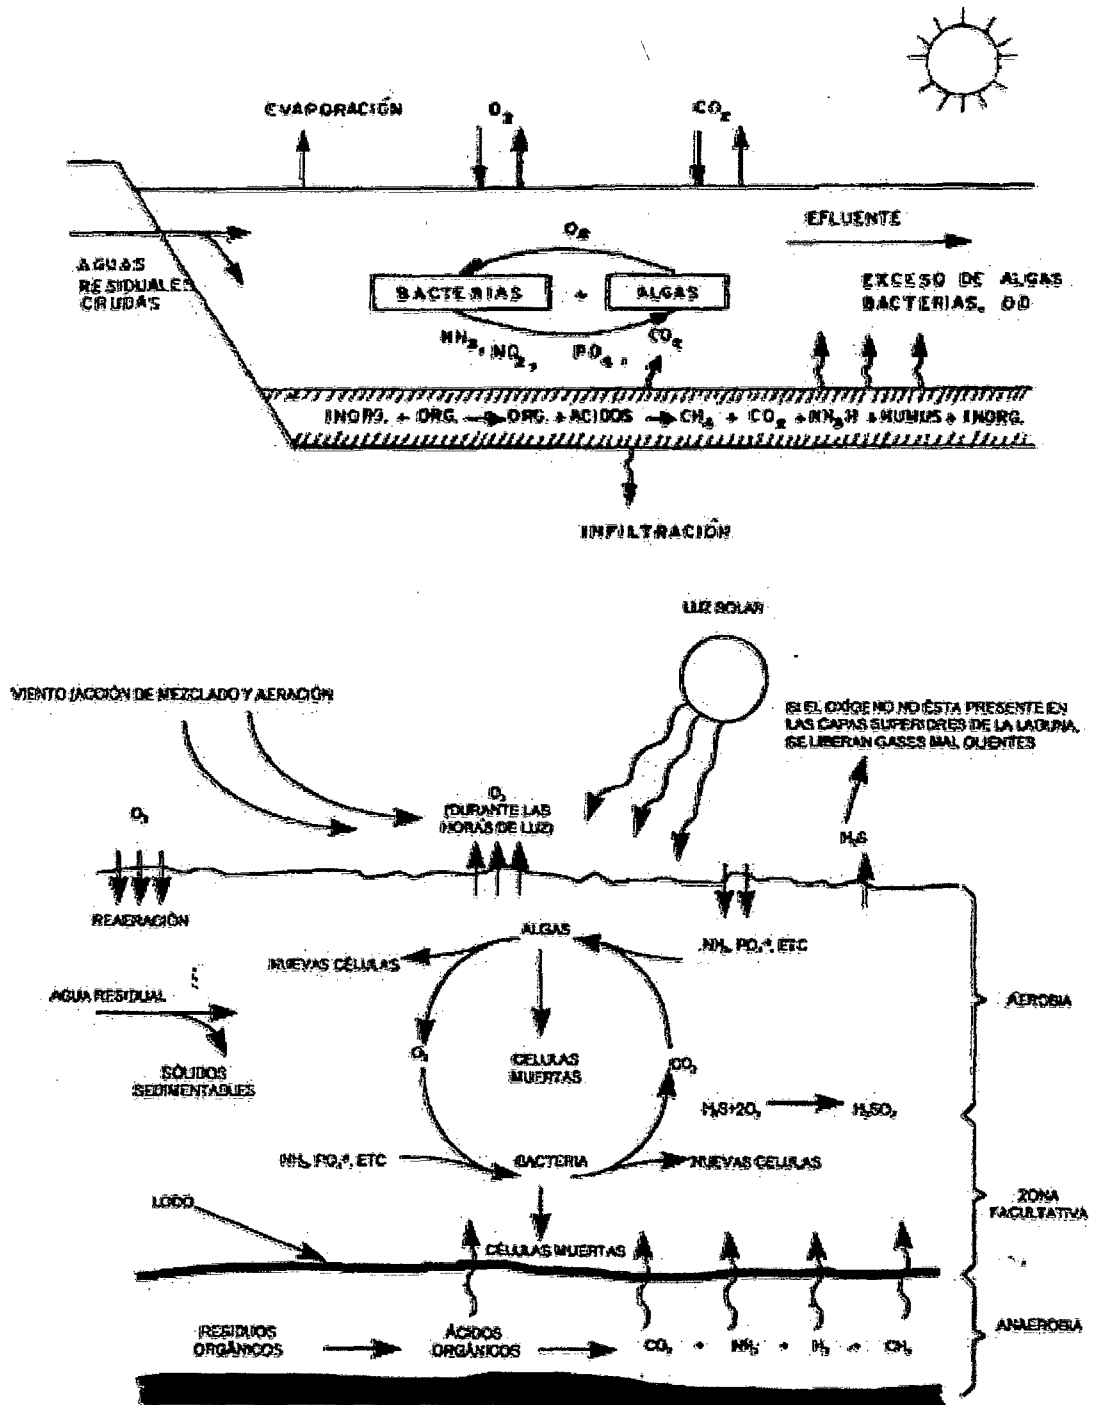 EVAPORACIÓN
O₂
CO₂
EFLUENTE
AGUAS
RESIDUALES
CRUDAS
O₂
BACTERIAS + ALGAS
EXCESO DE ALGAS
BACTERIAS, OD
NH₃, NO₂, PO₄, CO₂
INORG. + ORG. → ORG. + ACIDOS → CH₄ + CO₂ + NH₃H + HUMUS + INORG.
INFILTRACIÓN
LUZ SOLAR
VIENTO (ACCIÓN DE MEZCLADO Y AERACIÓN
SI EL OXÍGENO NO ÉSTA PRESENTE EN
LAS CAPAS SUPERIORES DE LA LAGUNA,
SE LIBERAN GASES MAL OLIENTES
O₂
O₂
(DURANTE LAS
HORAS DE LUZ)
H₂S
REAERACIÓN
ALGAS
NH₃, PO₄, ETC
NUEVAS CÉLULAS
AGUA RESIDUAL
AEROBIA
O₂
CELULAS
MUERTAS
CO₂
SÓLIDOS
SEDIMENTABLES
H₂S+2O₂ → H₂SO₄
NH₃, PO₄, ETC
BACTERIA
NUEVAS CÉLULAS
LODO
ZONA
FACULTATIVA
CÉLULAS MUERTAS
ANAEROBIA
RESIDUOS
ORGÁNICOS
ÁCIDOS
ORGÁNICOS
CO₂ + NH₃ + H₂ + CH₄